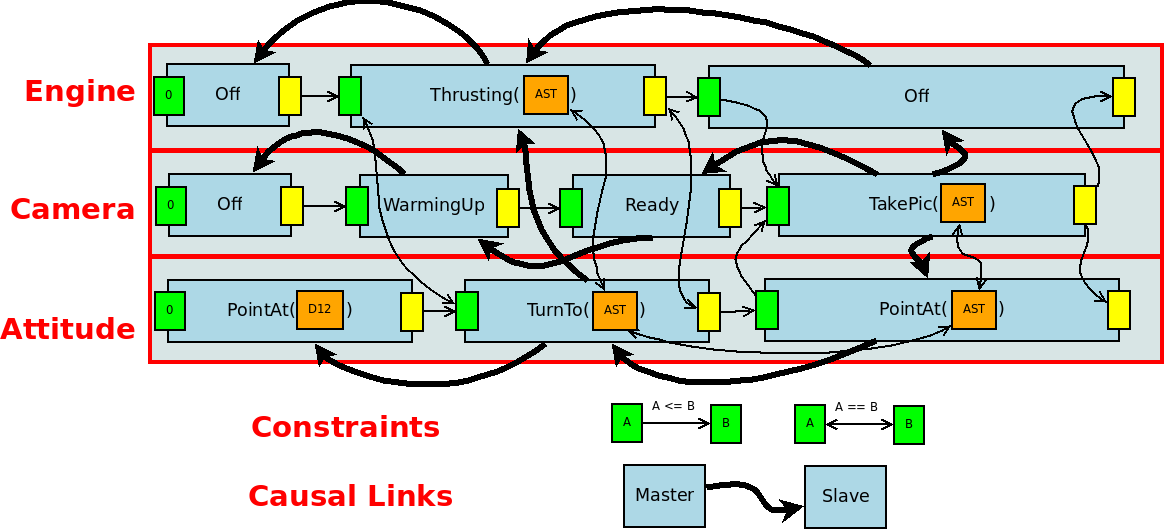 Engine
0 Off Thrusting( AST ) Off
Camera
0 Off WarmingUp Ready TakePic( AST )
Attitude
0 PointAt( D12 ) TurnTo( AST ) PointAt( AST )
Constraints
A A <= B B A A == B B
Causal Links
Master Slave